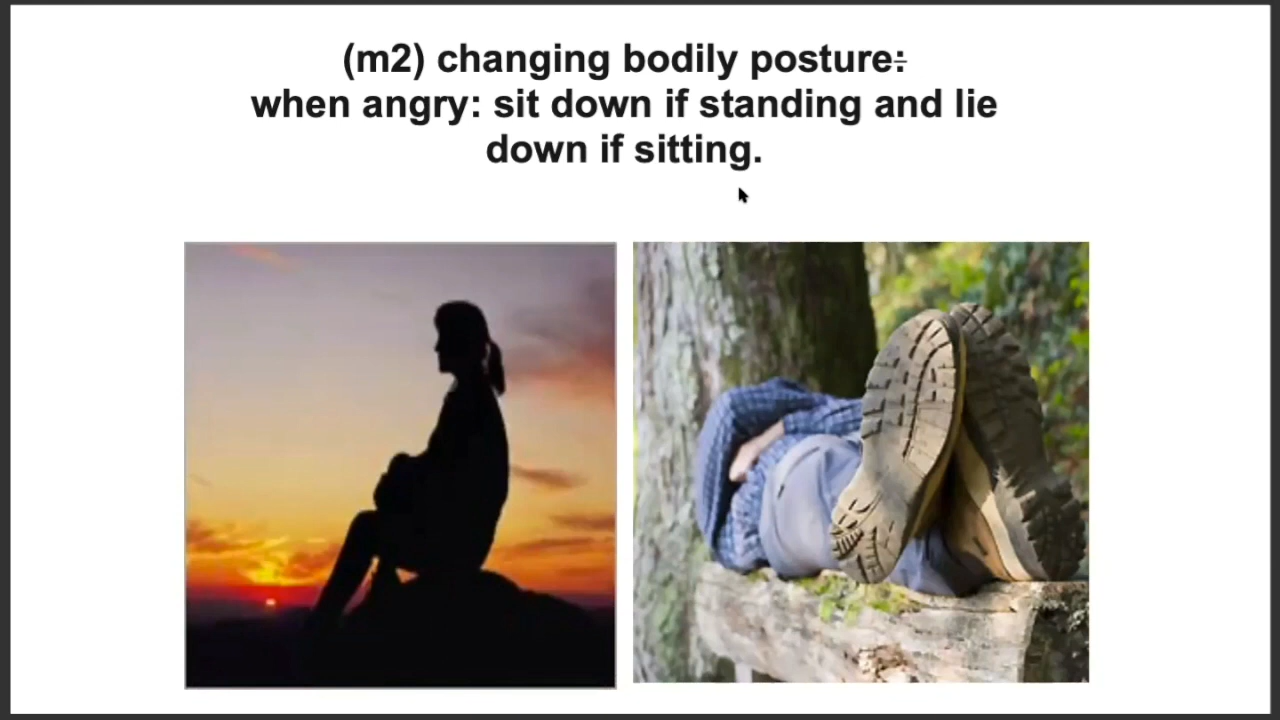 (m2) changing bodily posture:
when angry: sit down if standing and lie
down if sitting.